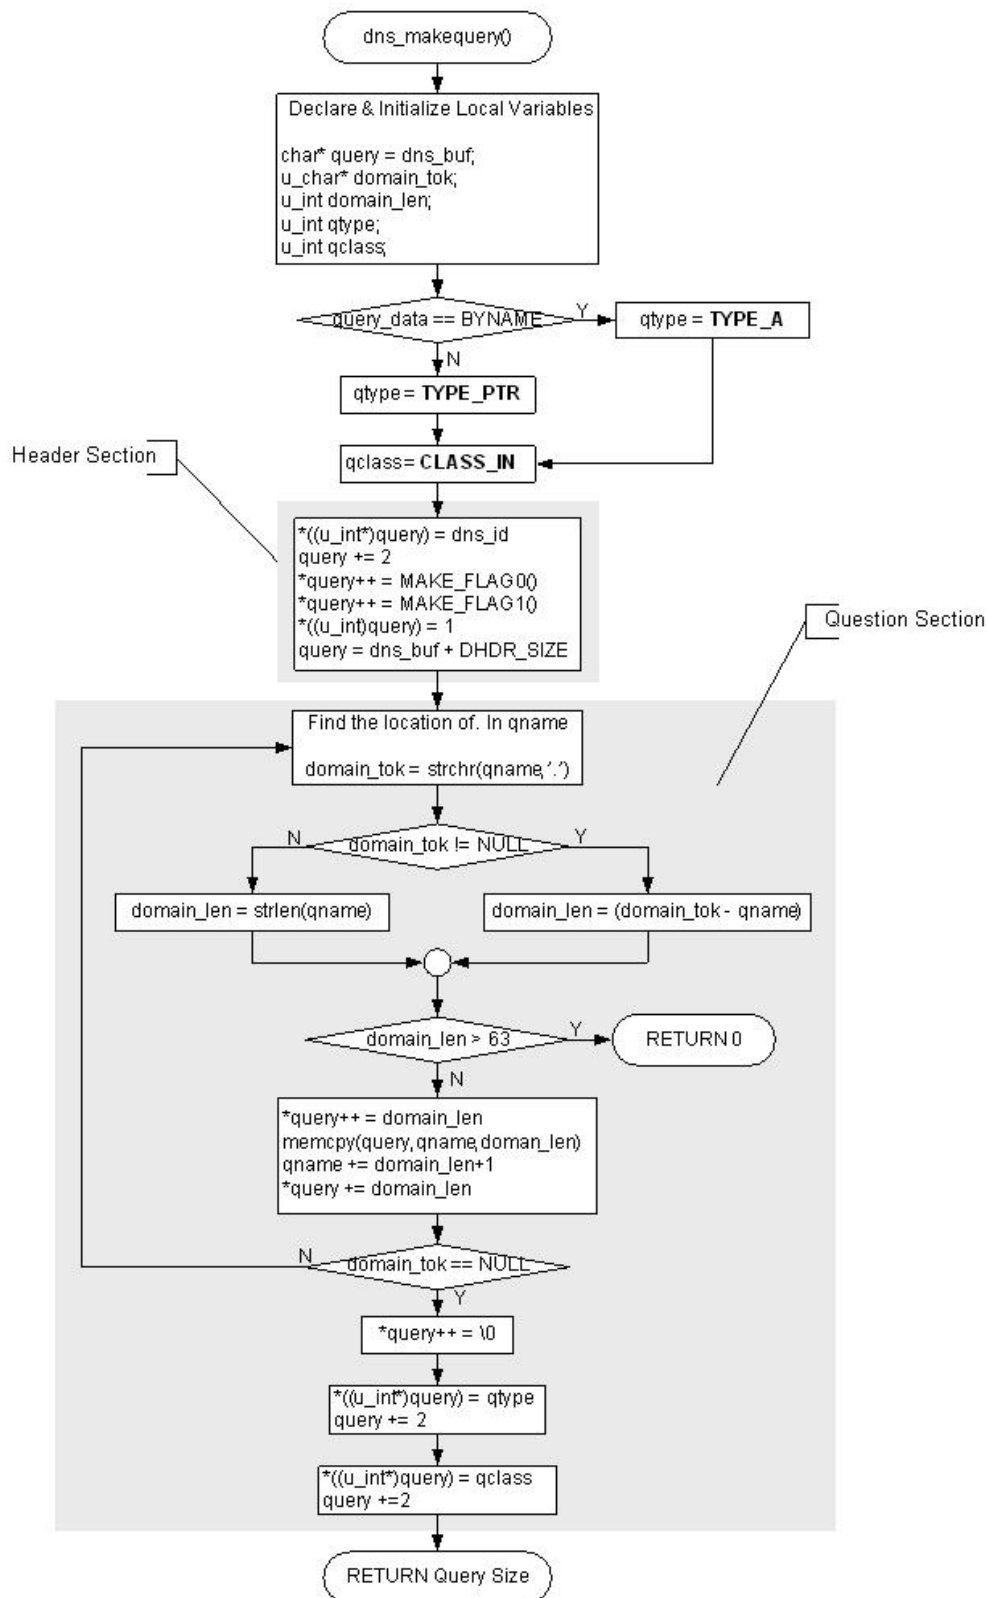 dns_makequery()
Declare & Initialize Local Variables
char* query = dns_buf;
u_char* domain_tok;
u_int domain_len;
u_int qtype;
u_int qclass;
query_data == BYNAME
Y
qtype = TYPE_A
N
qtype = TYPE_PTR
Header Section
qclass= CLASS_IN
*((u_int*)query) = dns_id
query += 2
*query++ = MAKE_FLAG0()
*query++ = MAKE_FLAG1()
*((u_int)query) = 1
query = dns_buf + DHDR_SIZE
Question Section
Find the location of. In qname
domain_tok = strchr(qname,'.')
N
domain_tok != NULL
Y
domain_len = strlen(qname)
domain_len = (domain_tok - qname)
domain_len > 63
Y
RETURN 0
N
*query++ = domain_len
memcpy(query,qname,doman_len)
qname += domain_len+1
*query += domain_len
N
domain_tok == NULL
Y
*query++ = \0
*((u_int*)query) = qtype
query += 2
*((u_int*)query) = qclass
query +=2
RETURN Query Size